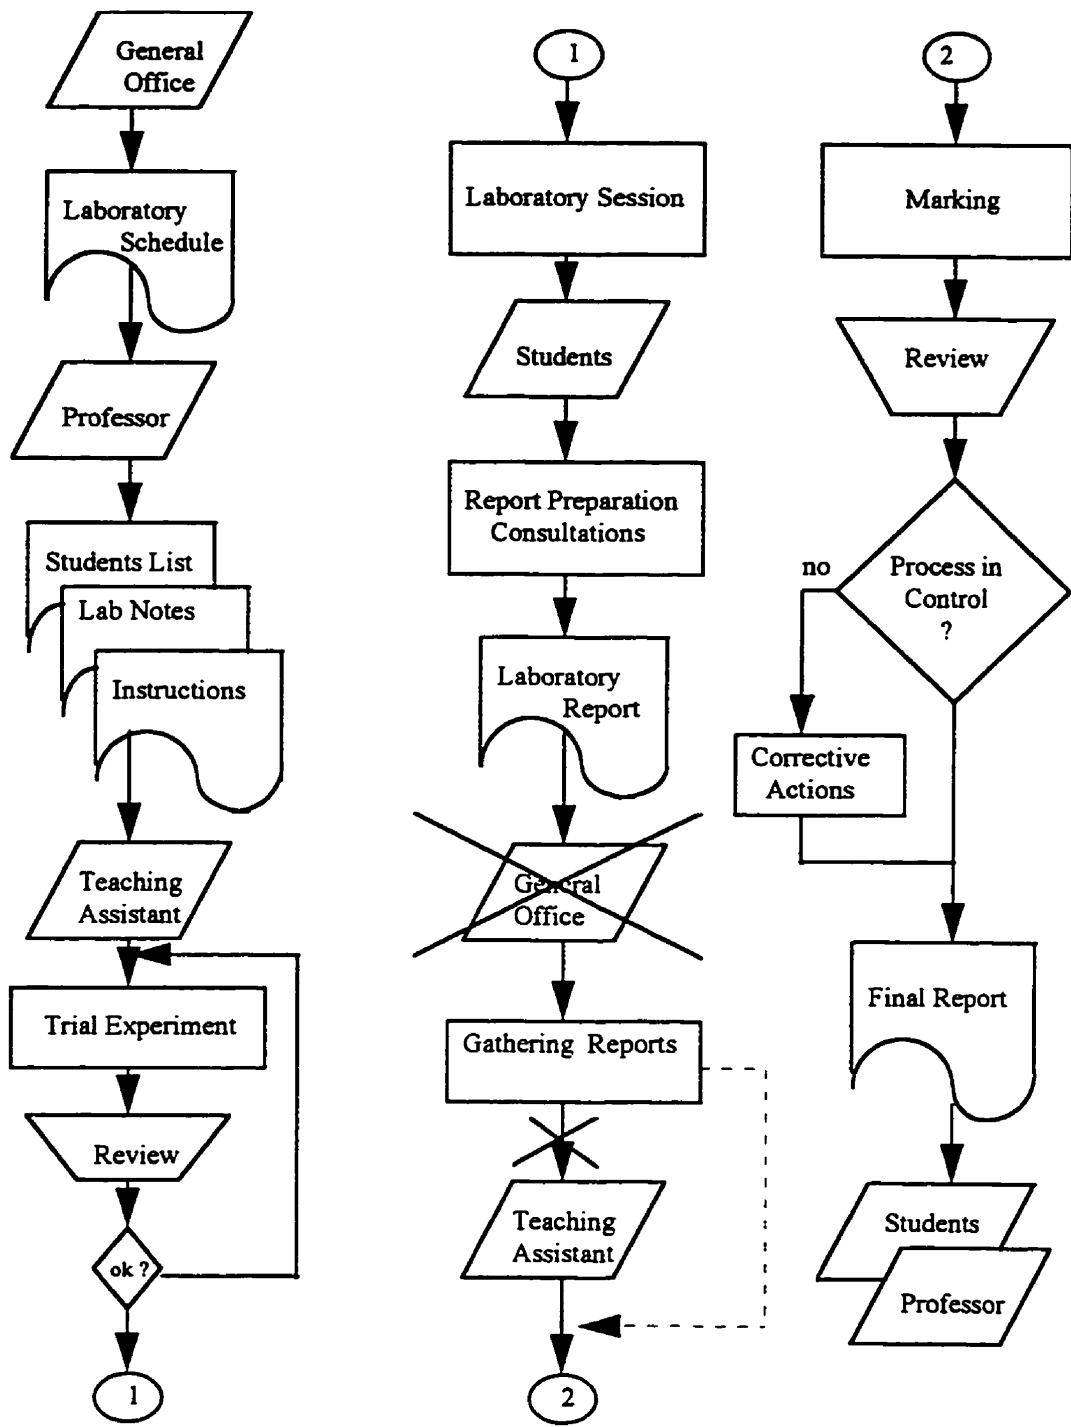 General
Office
Laboratory
Schedule
Professor
Students List
Lab Notes
Instructions
Teaching
Assistant
Trial Experiment
Review
ok ?
1
1
Laboratory Session
Students
Report Preparation
Consultations
Laboratory
Report
General
Office
Gathering Reports
Teaching
Assistant
2
2
Marking
Review
no
Process in
Control
?
Corrective
Actions
Final Report
Students
Professor